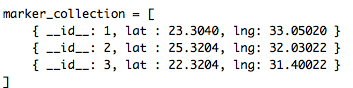 marker_collection = [
{ __id__: 1, lat : 23.3040, lng: 33.05020 }
{ __id__: 2, lat : 25.3204, lng: 32.03022 }
{ __id__: 3, lat : 22.3204, lng: 31.40022 }
]